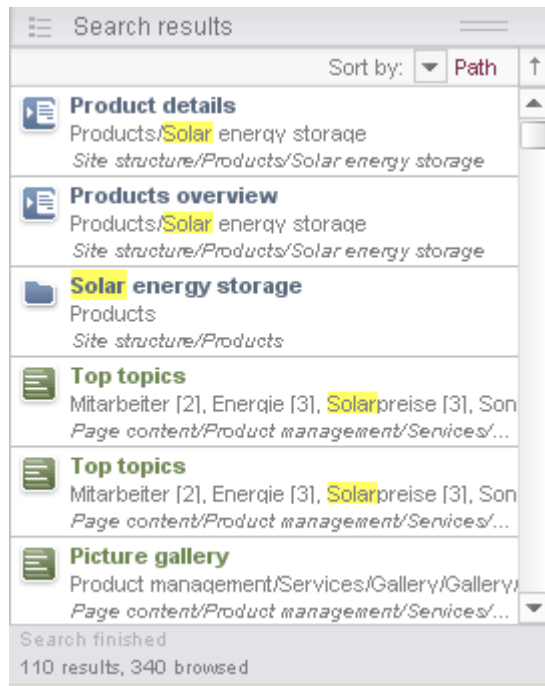 Search results
Sort by: Path
Product details
Products/Solar energy storage
Site structure/Products/Solar energy storage
Products overview
Products/Solar energy storage
Site structure/Products/Solar energy storage
Solar energy storage
Products
Site structure/Products
Top topics
Mitarbeiter [2], Energie [3], Solarpreise [3], Son
Page content/Product management/Services/...
Top topics
Mitarbeiter [2], Energie [3], Solarpreise [3], Son
Page content/Product management/Services/...
Picture gallery
Product management/Services/Gallery/Gallery/
Page content/Product management/Services/...
Search finished
110 results, 340 browsed